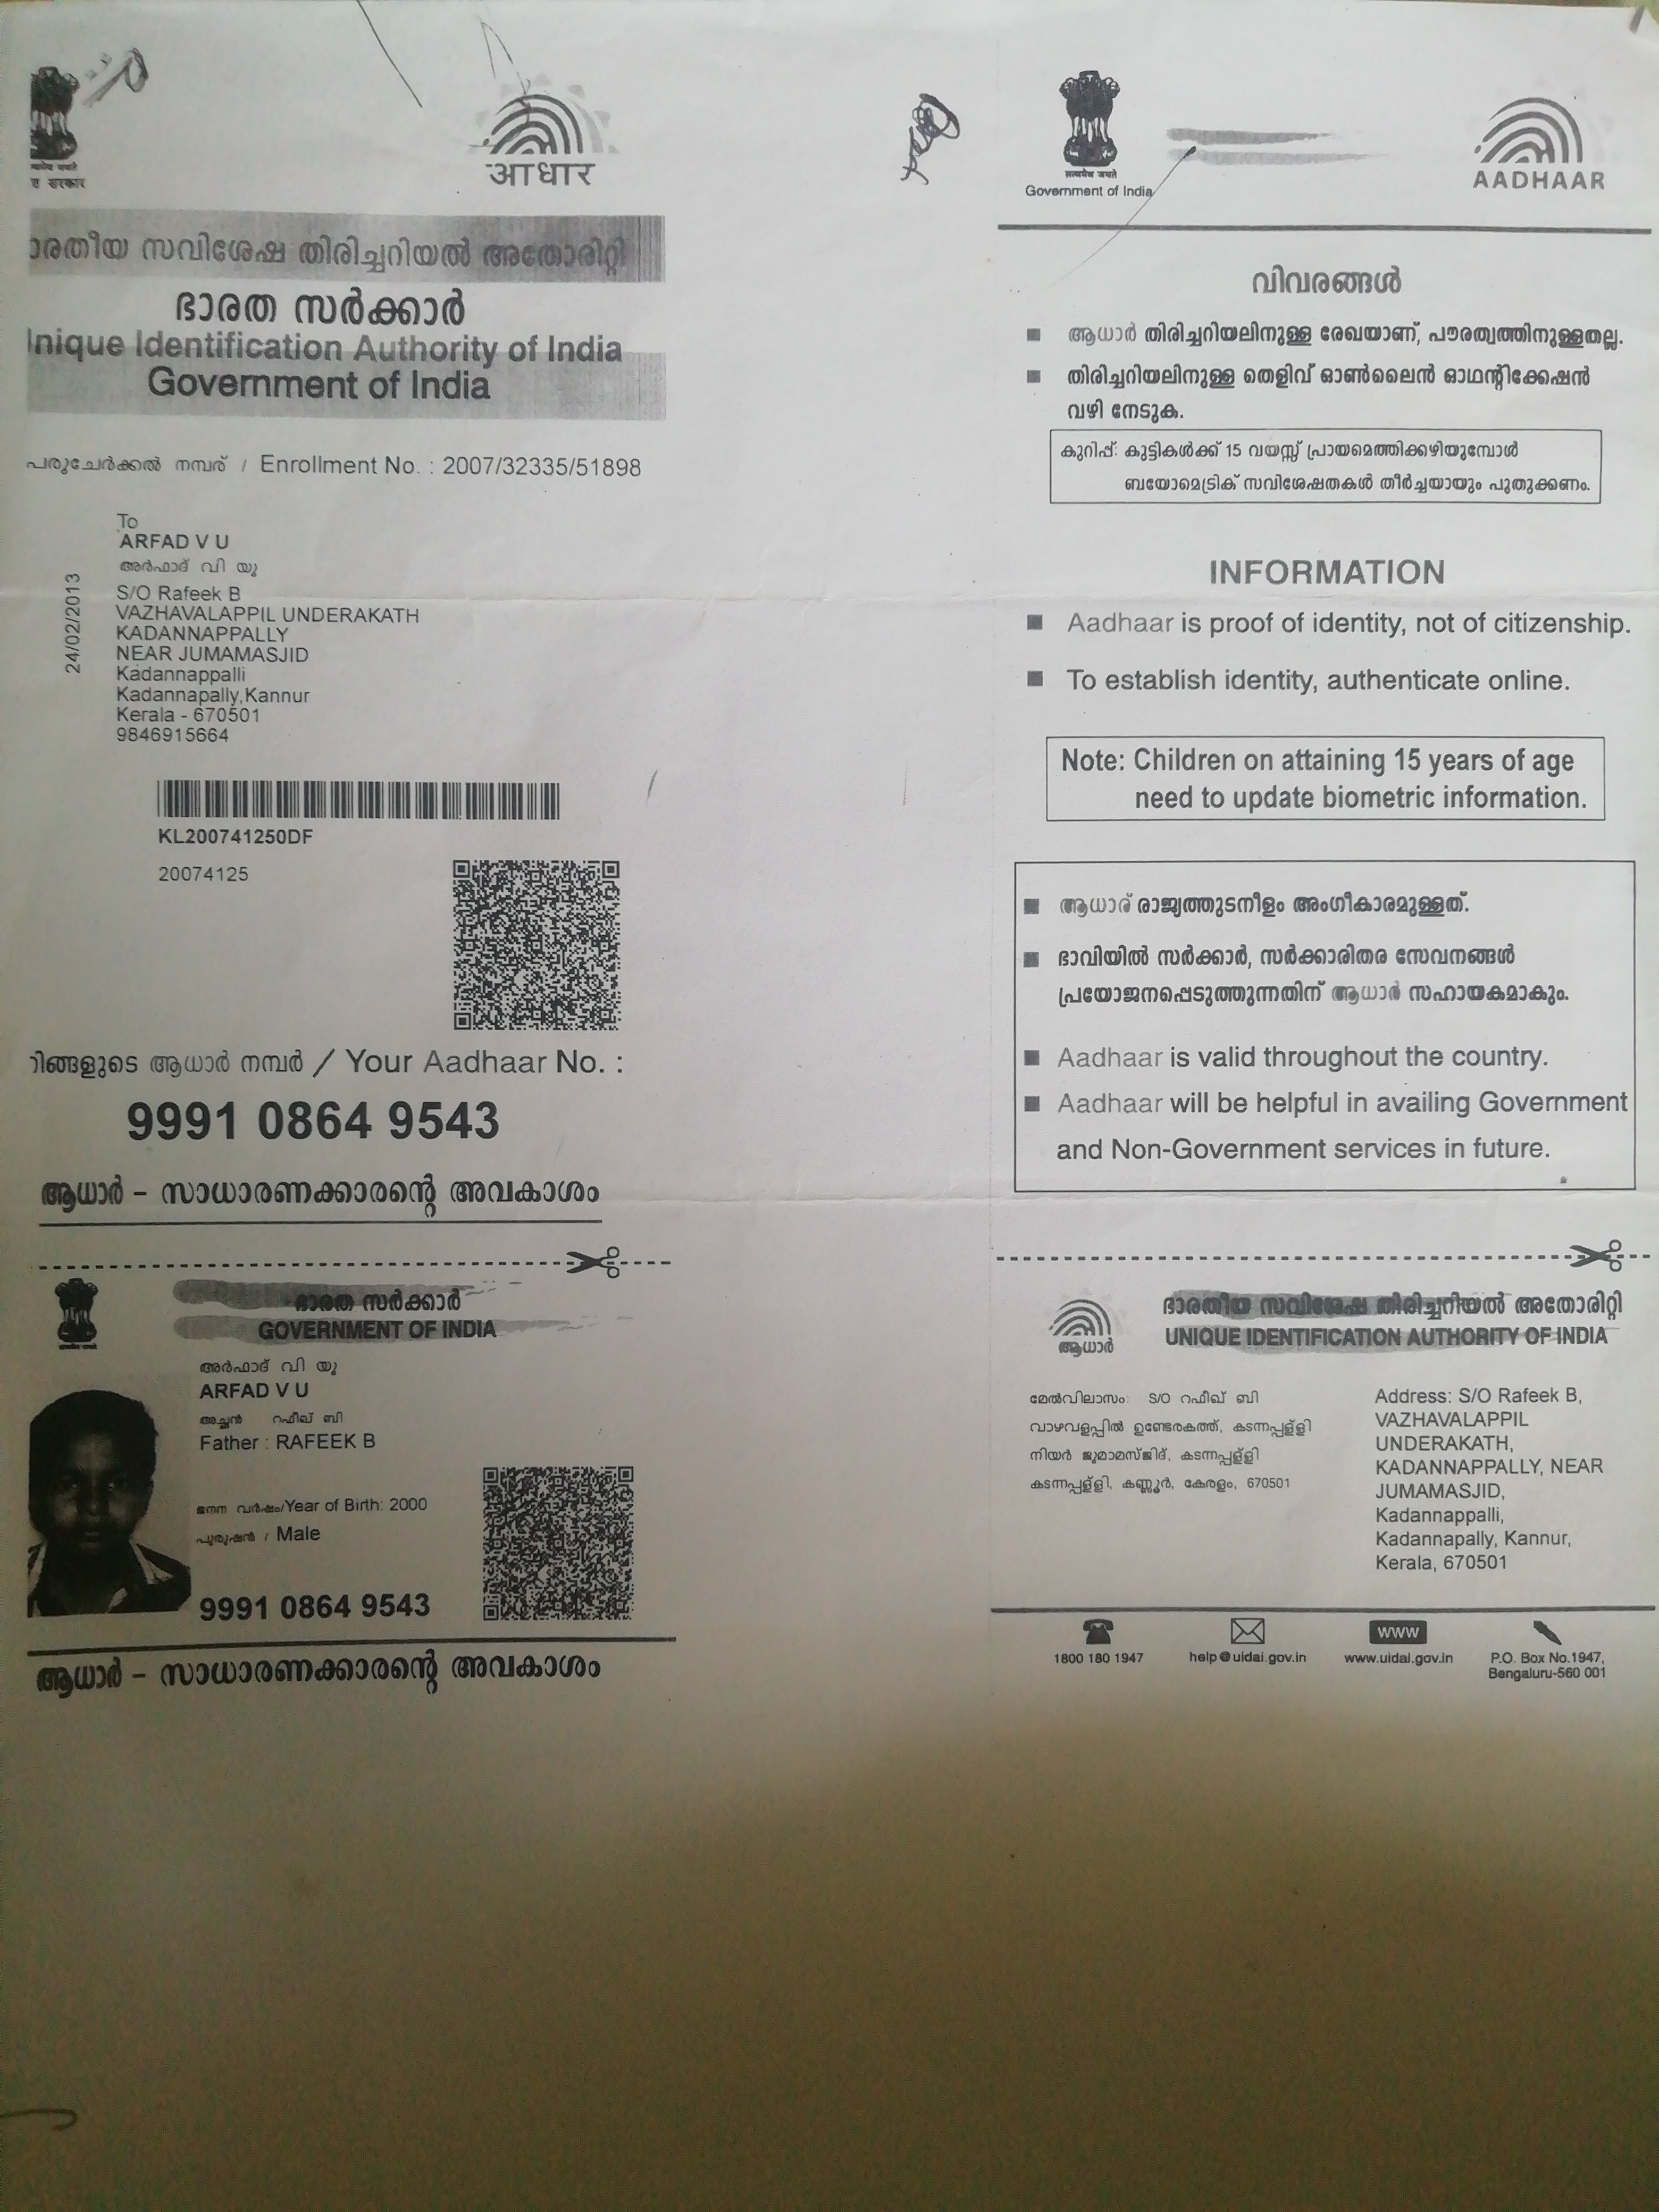 आधार
सत्यमेव जयते
त सरकार
ാരതീയ സവിശേഷ തിരിച്ചറിയൽ അതോരിറ്റി
ഭാരത സർക്കാർ
nique Identification Authority of India
Government of India
പരുചേർക്കൽ നമ്പര് / Enrollment No. : 2007/32335/51898
24/02/2013
To
ARFAD V U
അർഫാദ് വി യു
S/O Rafeek B
VAZHAVALAPPIL UNDERAKATH
KADANNAPPALLY
NEAR JUMAMASJID
Kadannappalli
Kadannapally,Kannur
Kerala - 670501
9846915664
KL200741250DF
20074125
ിങ്ങളുടെ ആധാർ നമ്പർ / Your Aadhaar No. :
9991 0864 9543
ആധാർ – സാധാരണക്കാരന്റെ അവകാശം
ഭാരത സർക്കാർ
GOVERNMENT OF INDIA
അർഫാദ് വി യു
ARFAD V U
അച്ഛൻ റഫീഖ് ബി
Father : RAFEEK B
ജനന വർഷം/Year of Birth: 2000
പുരുഷൻ / Male
9991 0864 9543
ആധാർ – സാധാരണക്കാരന്റെ അവകാശം
सत्यमेव जयते
Government of India
AADHAAR
വിവരങ്ങൾ
ആധാർ തിരിച്ചറിയലിനുള്ള രേഖയാണ്, പൗരത്വത്തിനുള്ളതല്ല.
തിരിച്ചറിയലിനുള്ള തെളിവ് ഓൺലൈൻ ഓഥന്റിക്കേഷൻ
വഴി നേടുക.
കുറിപ്പ്: കുട്ടികൾക്ക് 15 വയസ്സ് പ്രായമെത്തിക്കഴിയുമ്പോൾ
ബയോമെട്രിക് സവിശേഷതകൾ തീർച്ചയായും പുതുക്കണം.
INFORMATION
Aadhaar is proof of identity, not of citizenship.
To establish identity, authenticate online.
Note: Children on attaining 15 years of age
need to update biometric information.
ആധാര് രാജ്യത്തുടനീളം അംഗീകാരമുള്ളത്.
ഭാവിയിൽ സർക്കാർ, സർക്കാരിതര സേവനങ്ങൾ
പ്രയോജനപ്പെടുത്തുന്നതിന് ആധാർ സഹായകമാകും.
Aadhaar is valid throughout the country.
Aadhaar will be helpful in availing Government
and Non-Government services in future.
ആധാർ
ഭാരതീയ സവിശേഷ തിരിച്ചറിയൽ അതോരിറ്റി
UNIQUE IDENTIFICATION AUTHORITY OF INDIA
മേൽവിലാസം: S/O റഫീഖ് ബി
വാഴവളപ്പിൽ ഉണ്ടേരകത്ത്, കടന്നപ്പള്ളി
നിയർ ജുമാമസ്ജിദ്, കടന്നപ്പള്ളി
കടന്നപ്പള്ളി, കണ്ണൂർ, കേരളം, 670501
Address: S/O Rafeek B,
VAZHAVALAPPIL
UNDERAKATH,
KADANNAPPALLY, NEAR
JUMAMASJID,
Kadannappalli,
Kadannapally, Kannur,
Kerala, 670501
1800 180 1947
help@uidai.gov.in
www
www.uidai.gov.in
P.O. Box No.1947,
Bengaluru-560 001